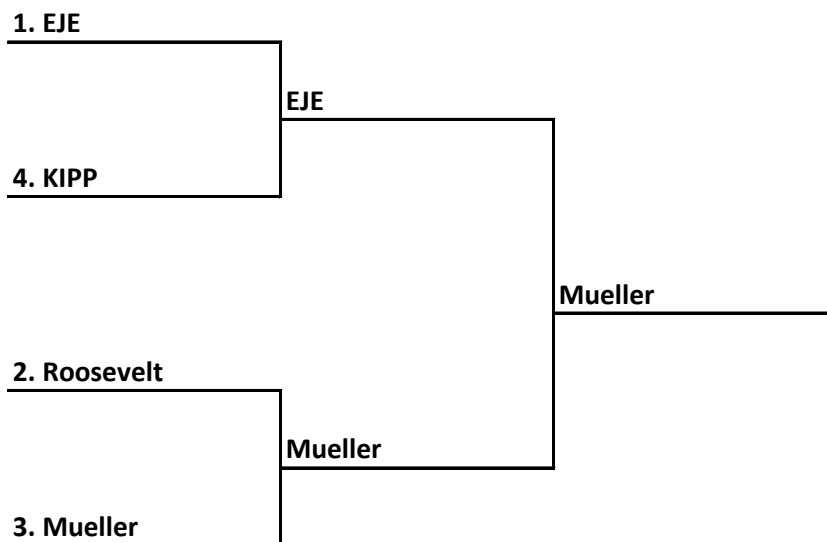 1. EJE
EJE
4. KIPP
Mueller
2. Roosevelt
Mueller
3. Mueller